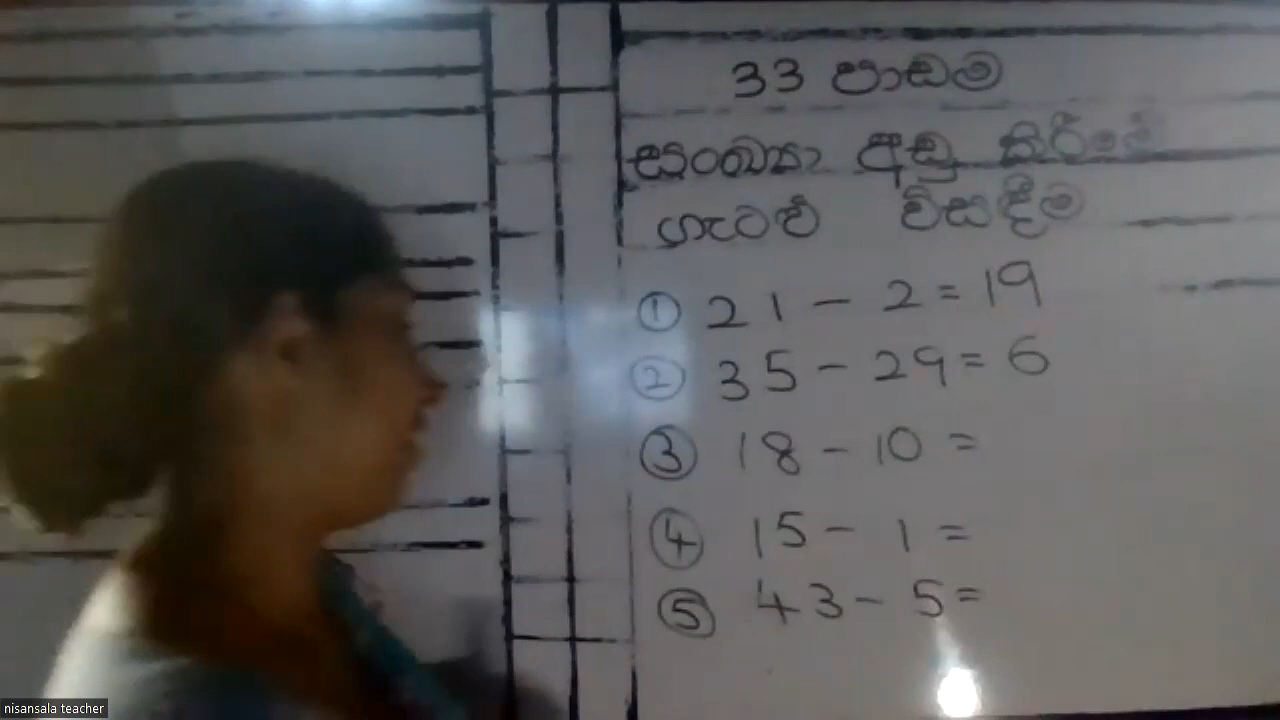 33 පාඩම
සංඛ්‍යා අඩු කිරීමේ
ගැටළු විසඳීම
① 21 - 2 = 19
② 35 - 29 = 6
③ 18 - 10 =
④ 15 - 1 =
⑤ 43 - 5 =
nisansala teacher